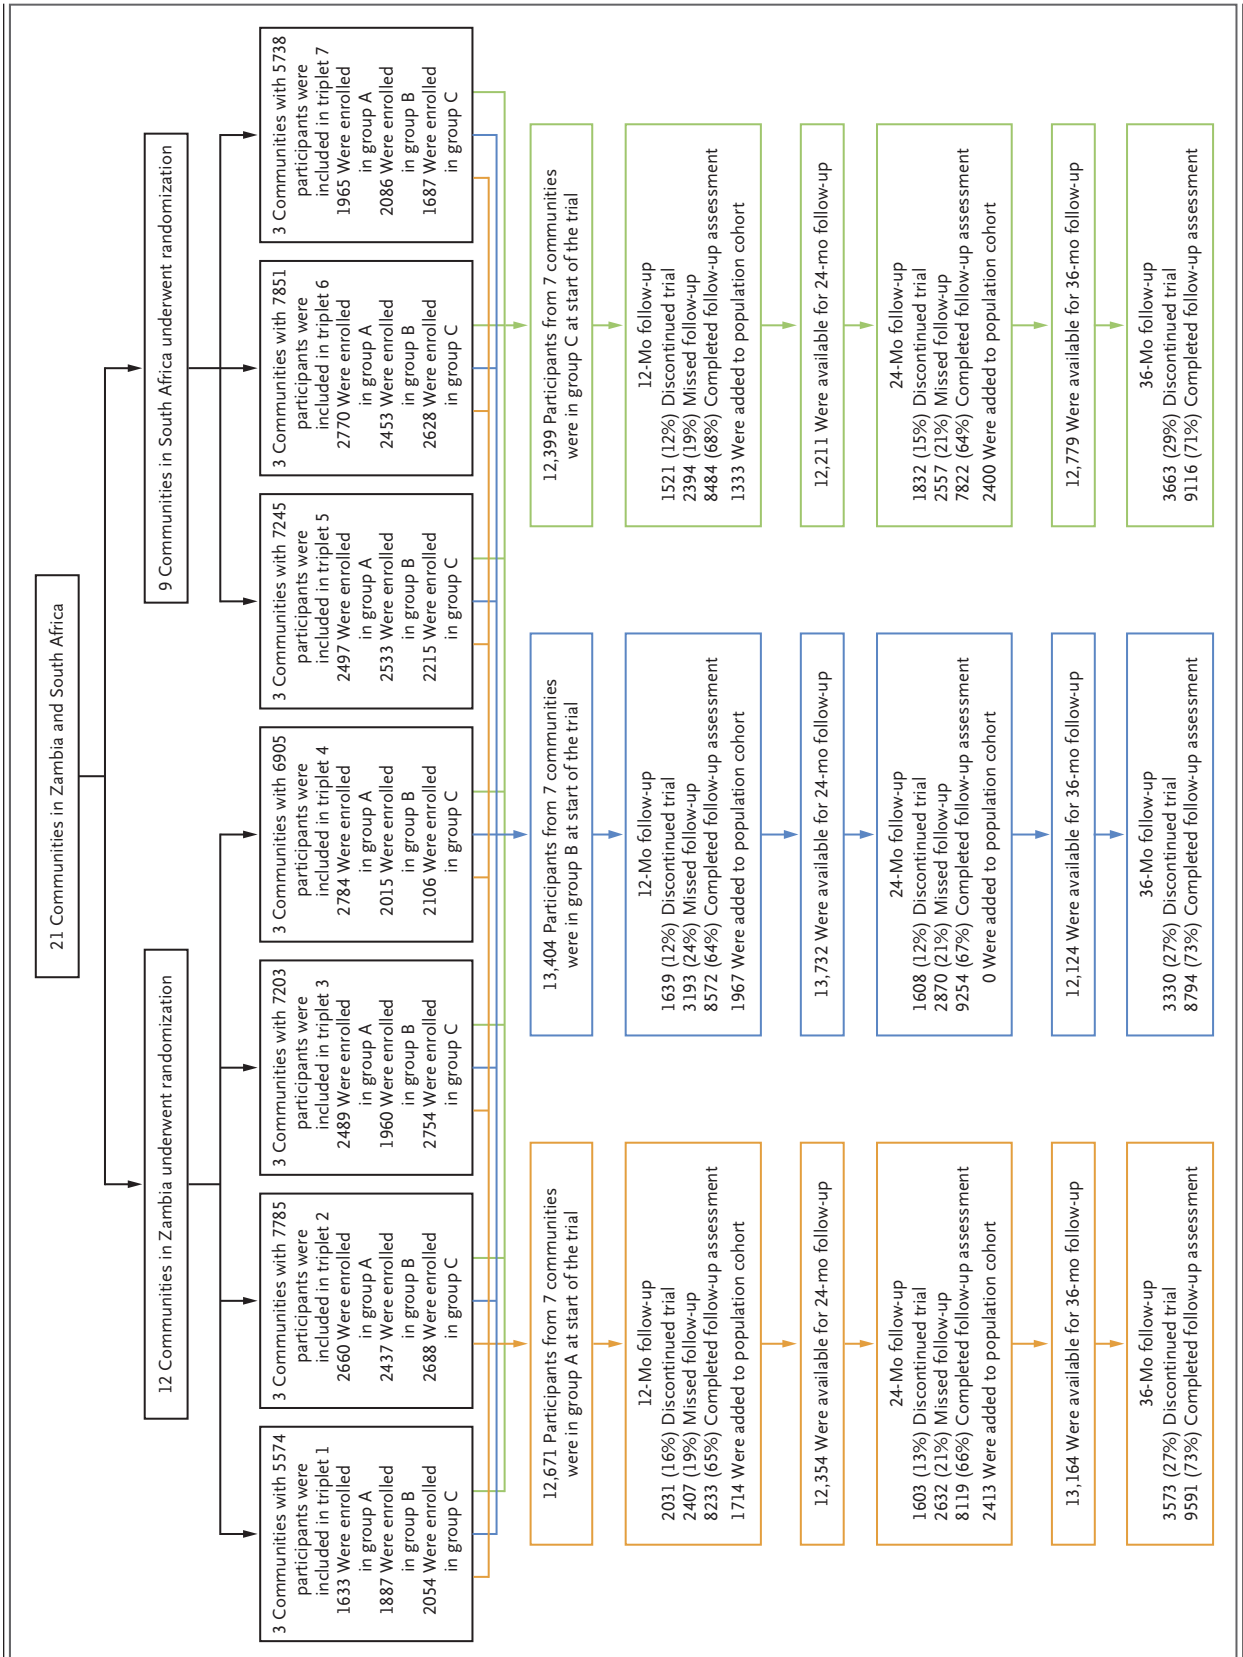 21 Communities in Zambia and South Africa
12 Communities in Zambia underwent randomization
9 Communities in South Africa underwent randomization
3 Communities with 5574
participants were
included in triplet 1
1633 Were enrolled
in group A
1887 Were enrolled
in group B
2054 Were enrolled
in group C
3 Communities with 7785
participants were
included in triplet 2
2660 Were enrolled
in group A
2437 Were enrolled
in group B
2688 Were enrolled
in group C
3 Communities with 7203
participants were
included in triplet 3
2489 Were enrolled
in group A
1960 Were enrolled
in group B
2754 Were enrolled
in group C
3 Communities with 6905
participants were
included in triplet 4
2784 Were enrolled
in group A
2015 Were enrolled
in group B
2106 Were enrolled
in group C
3 Communities with 7245
participants were
included in triplet 5
2497 Were enrolled
in group A
2533 Were enrolled
in group B
2215 Were enrolled
in group C
3 Communities with 7851
participants were
included in triplet 6
2770 Were enrolled
in group A
2453 Were enrolled
in group B
2628 Were enrolled
in group C
3 Communities with 5738
participants were
included in triplet 7
1965 Were enrolled
in group A
2086 Were enrolled
in group B
1687 Were enrolled
in group C
12,671 Participants from 7 communities
were in group A at start of the trial
12-Mo follow-up
2031 (16%) Discontinued trial
2407 (19%) Missed follow-up
8233 (65%) Completed follow-up assessment
1714 Were added to population cohort
12,354 Were available for 24-mo follow-up
24-Mo follow-up
1603 (13%) Discontinued trial
2632 (21%) Missed follow-up
8119 (66%) Completed follow-up assessment
2413 Were added to population cohort
13,164 Were available for 36-mo follow-up
36-Mo follow-up
3573 (27%) Discontinued trial
9591 (73%) Completed follow-up assessment
13,404 Participants from 7 communities
were in group B at start of the trial
12-Mo follow-up
1639 (12%) Discontinued trial
3193 (24%) Missed follow-up
8572 (64%) Completed follow-up assessment
1967 Were added to population cohort
13,732 Were available for 24-mo follow-up
24-Mo follow-up
1608 (12%) Discontinued trial
2870 (21%) Missed follow-up
9254 (67%) Completed follow-up assessment
0 Were added to population cohort
12,124 Were available for 36-mo follow-up
36-Mo follow-up
3330 (27%) Discontinued trial
8794 (73%) Completed follow-up assessment
12,399 Participants from 7 communities
were in group C at start of the trial
12-Mo follow-up
1521 (12%) Discontinued trial
2394 (19%) Missed follow-up
8484 (68%) Completed follow-up assessment
1333 Were added to population cohort
12,211 Were available for 24-mo follow-up
24-Mo follow-up
1832 (15%) Discontinued trial
2557 (21%) Missed follow-up
7822 (64%) Completed follow-up assessment
2400 Were added to population cohort
12,779 Were available for 36-mo follow-up
36-Mo follow-up
3663 (29%) Discontinued trial
9116 (71%) Completed follow-up assessment